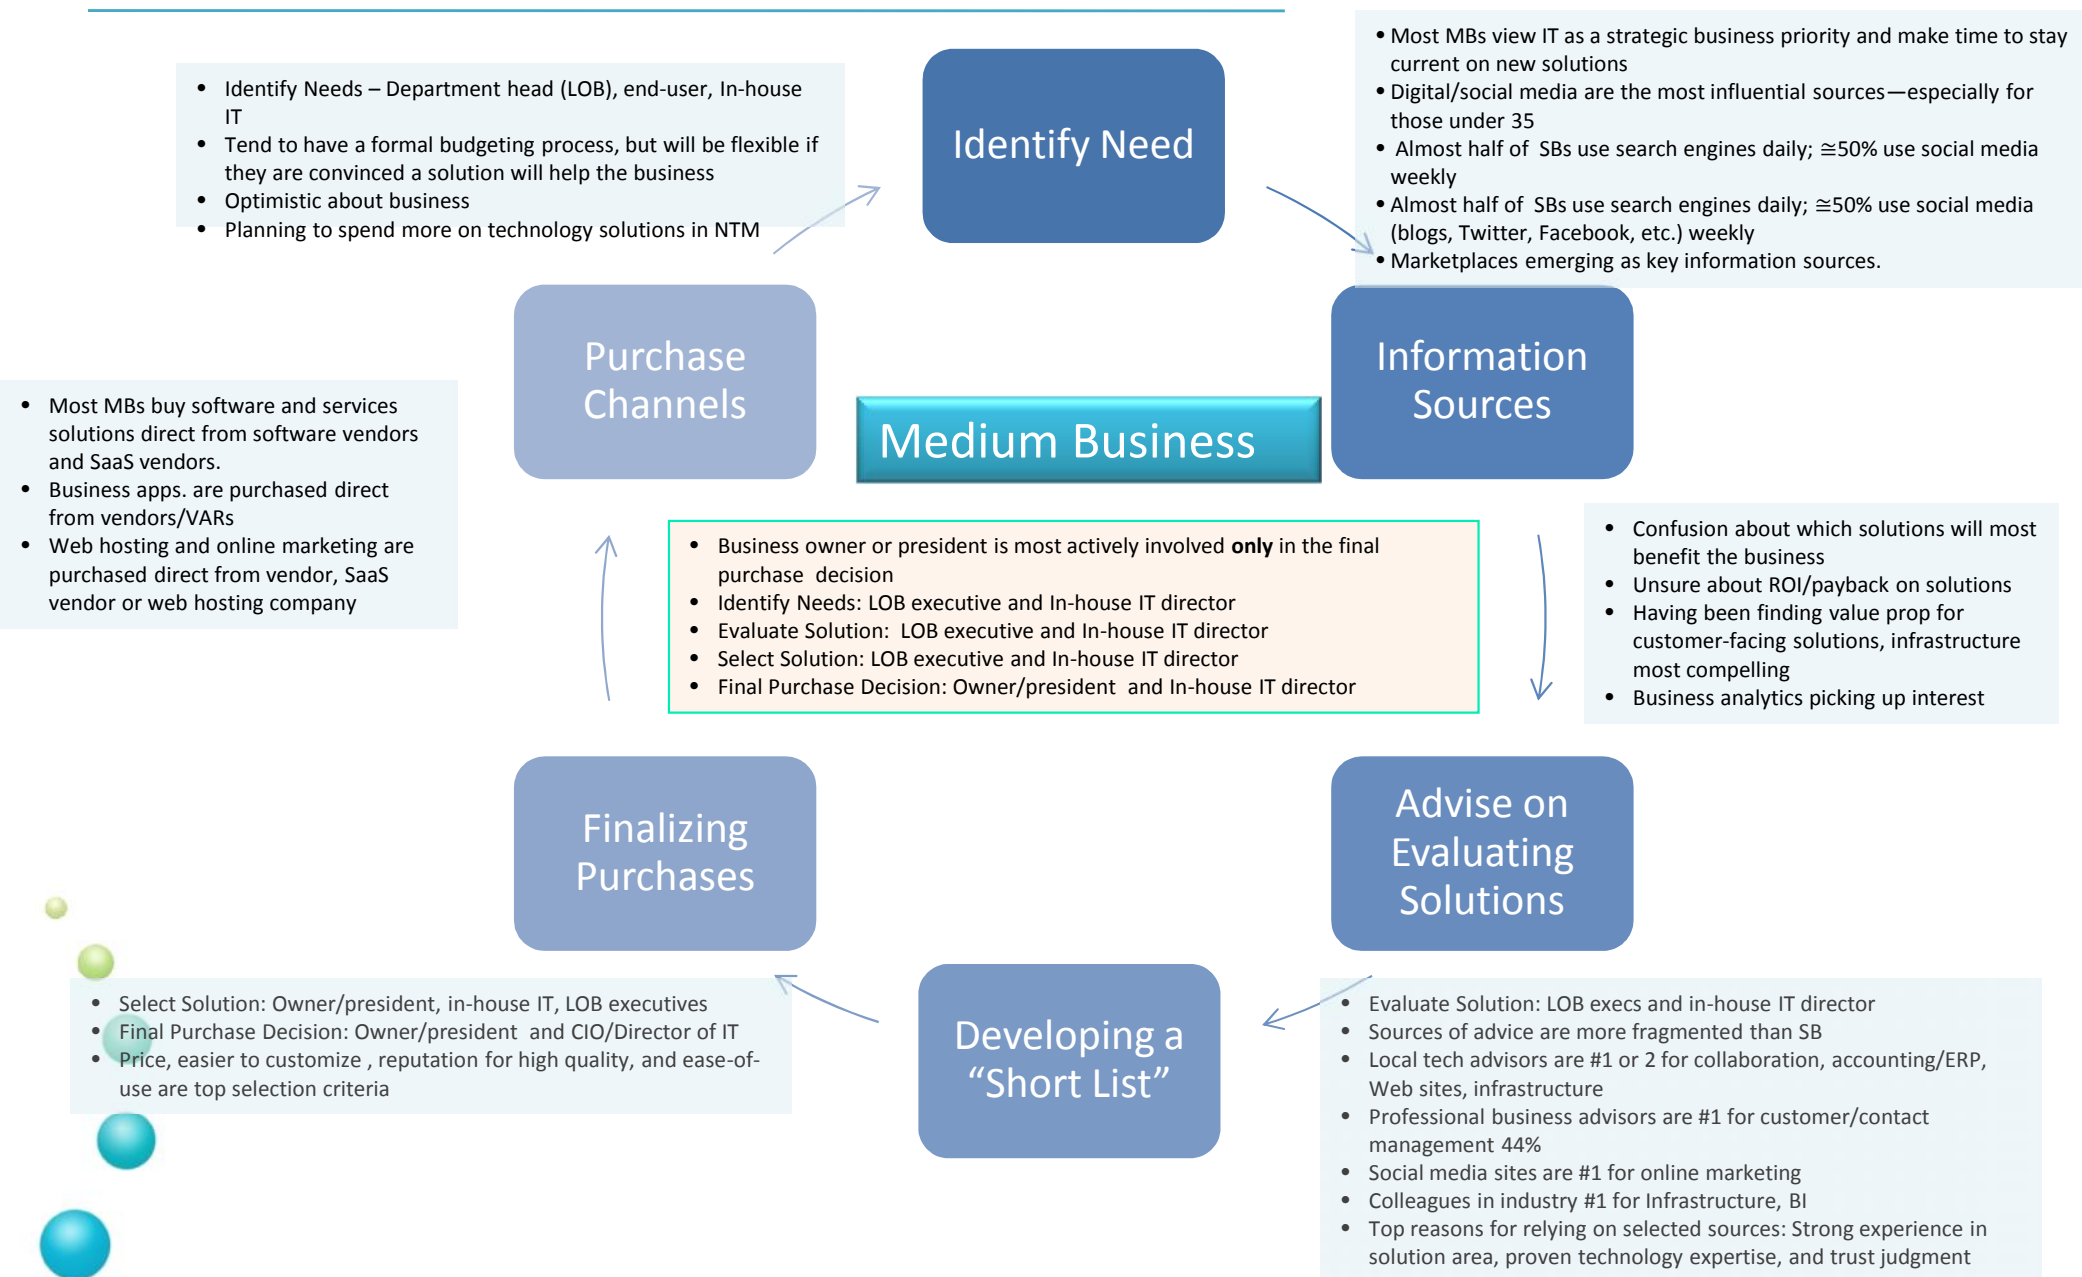 • Identify Needs – Department head (LOB), end-user, In-house
IT
• Tend to have a formal budgeting process, but will be flexible if
they are convinced a solution will help the business
• Optimistic about business
• Planning to spend more on technology solutions in NTM
Identify Need
• Most MBs view IT as a strategic business priority and make time to stay
current on new solutions
• Digital/social media are the most influential sources—especially for
those under 35
• Almost half of SBs use search engines daily; ≅50% use social media
weekly
• Almost half of SBs use search engines daily; ≅50% use social media
(blogs, Twitter, Facebook, etc.) weekly
• Marketplaces emerging as key information sources.
Purchase
Channels
Information
Sources
Medium Business
• Most MBs buy software and services
solutions direct from software vendors
and SaaS vendors.
• Business apps. are purchased direct
from vendors/VARs
• Web hosting and online marketing are
purchased direct from vendor, SaaS
vendor or web hosting company
• Business owner or president is most actively involved only in the final
purchase decision
• Identify Needs: LOB executive and In-house IT director
• Evaluate Solution: LOB executive and In-house IT director
• Select Solution: LOB executive and In-house IT director
• Final Purchase Decision: Owner/president and In-house IT director
• Confusion about which solutions will most
benefit the business
• Unsure about ROI/payback on solutions
• Having been finding value prop for
customer-facing solutions, infrastructure
most compelling
• Business analytics picking up interest
Finalizing
Purchases
Advise on
Evaluating
Solutions
• Select Solution: Owner/president, in-house IT, LOB executives
• Final Purchase Decision: Owner/president and CIO/Director of IT
• Price, easier to customize , reputation for high quality, and ease-of-
use are top selection criteria
Developing a
“Short List”
• Evaluate Solution: LOB execs and in-house IT director
• Sources of advice are more fragmented than SB
• Local tech advisors are #1 or 2 for collaboration, accounting/ERP,
Web sites, infrastructure
• Professional business advisors are #1 for customer/contact
management 44%
• Social media sites are #1 for online marketing
• Colleagues in industry #1 for Infrastructure, BI
• Top reasons for relying on selected sources: Strong experience in
solution area, proven technology expertise, and trust judgment